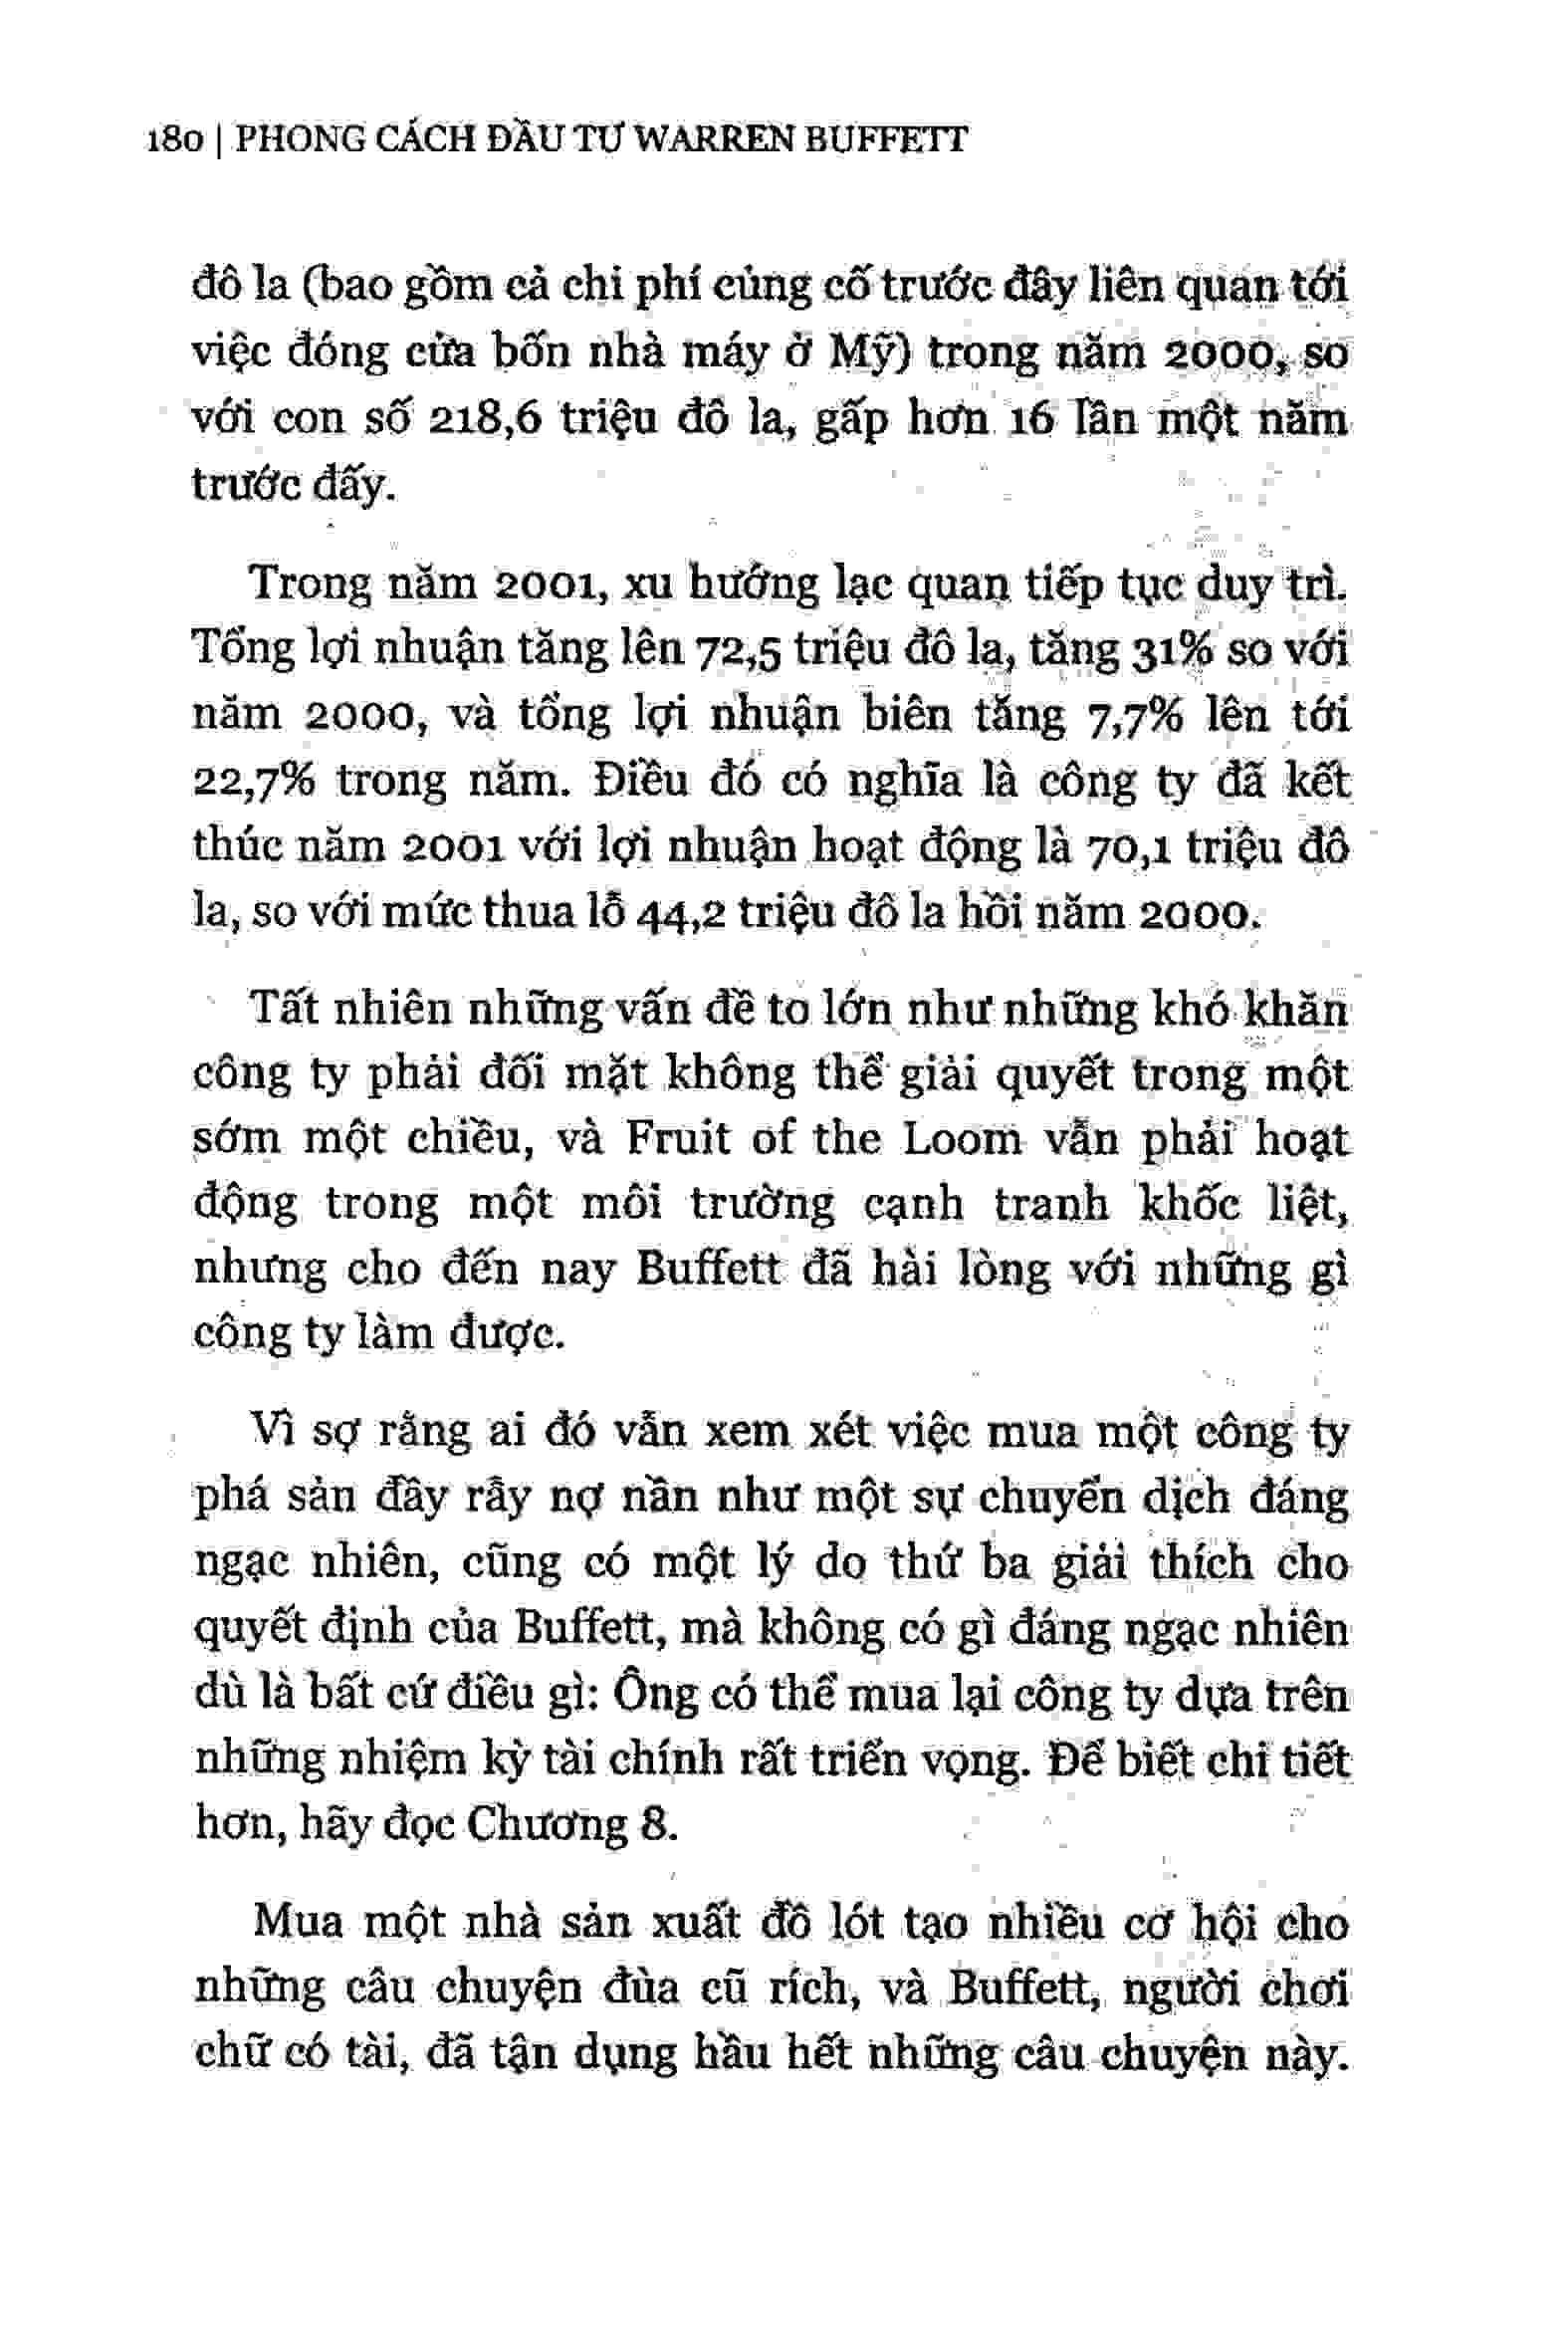 180 | PHONG CÁCH ĐẦU TƯ WARREN BUFFETT
đô la (bao gồm cả chi phí củng cố trước đây liên quan tới
việc đóng cửa bốn nhà máy ở Mỹ) trong năm 2000, so
với con số 218,6 triệu đô la, gấp hơn 16 lần một năm
trước đấy.
Trong năm 2001, xu hướng lạc quan tiếp tục duy trì.
Tổng lợi nhuận tăng lên 72,5 triệu đô la, tăng 31% so với
năm 2000, và tổng lợi nhuận biên tăng 7,7% lên tới
22,7% trong năm. Điều đó có nghĩa là công ty đã kết
thúc năm 2001 với lợi nhuận hoạt động là 70,1 triệu đô
la, so với mức thua lỗ 44,2 triệu đô la hồi năm 2000.
Tất nhiên những vấn đề to lớn như những khó khăn
công ty phải đối mặt không thể giải quyết trong một
sớm một chiều, và Fruit of the Loom vẫn phải hoạt
động trong một môi trường cạnh tranh khốc liệt,
nhưng cho đến nay Buffett đã hài lòng với những gì
công ty làm được.
Vì sợ rằng ai đó vẫn xem xét việc mua một công ty
phá sản đầy rẫy nợ nần như một sự chuyển dịch đáng
ngạc nhiên, cũng có một lý do thứ ba giải thích cho
quyết định của Buffett, mà không có gì đáng ngạc nhiên
dù là bất cứ điều gì: Ông có thể mua lại công ty dựa trên
những nhiệm kỳ tài chính rất triển vọng. Để biết chi tiết
hơn, hãy đọc Chương 8.
Mua một nhà sản xuất đồ lót tạo nhiều cơ hội cho
những câu chuyện đùa cũ rích, và Buffett, người chơi
chữ có tài, đã tận dụng hầu hết những câu chuyện này.